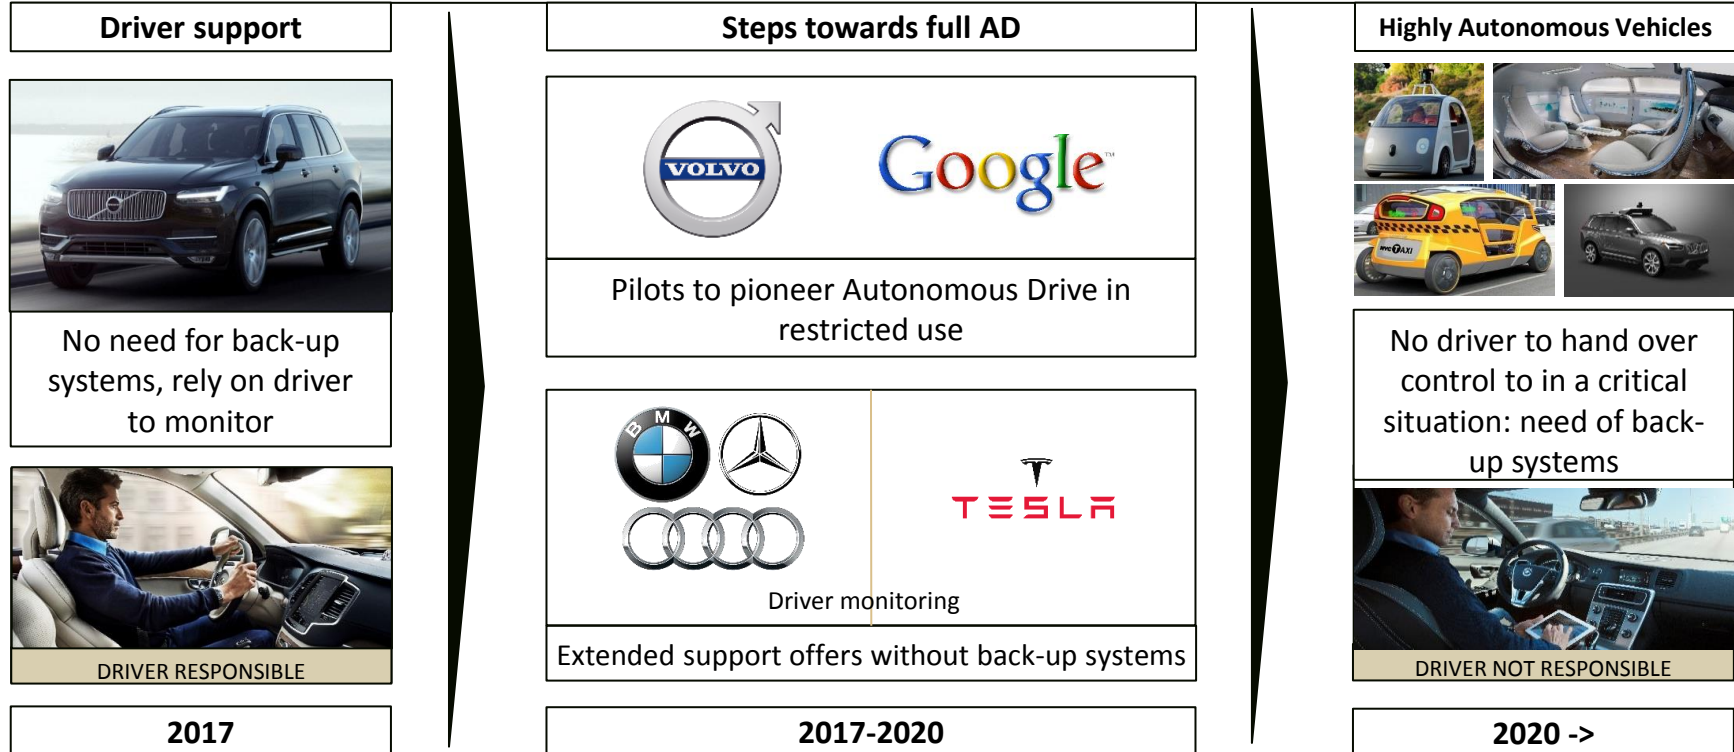 Driver support
No need for back-up
systems, rely on driver
to monitor
DRIVER RESPONSIBLE
2017
Steps towards full AD
VOLVO
Google™
Pilots to pioneer Autonomous Drive in
restricted use
BMW
TESLA
Driver monitoring
Extended support offers without back-up systems
2017-2020
Highly Autonomous Vehicles
NYC TAXI
No driver to hand over
control to in a critical
situation: need of back-
up systems
DRIVER NOT RESPONSIBLE
2020 ->